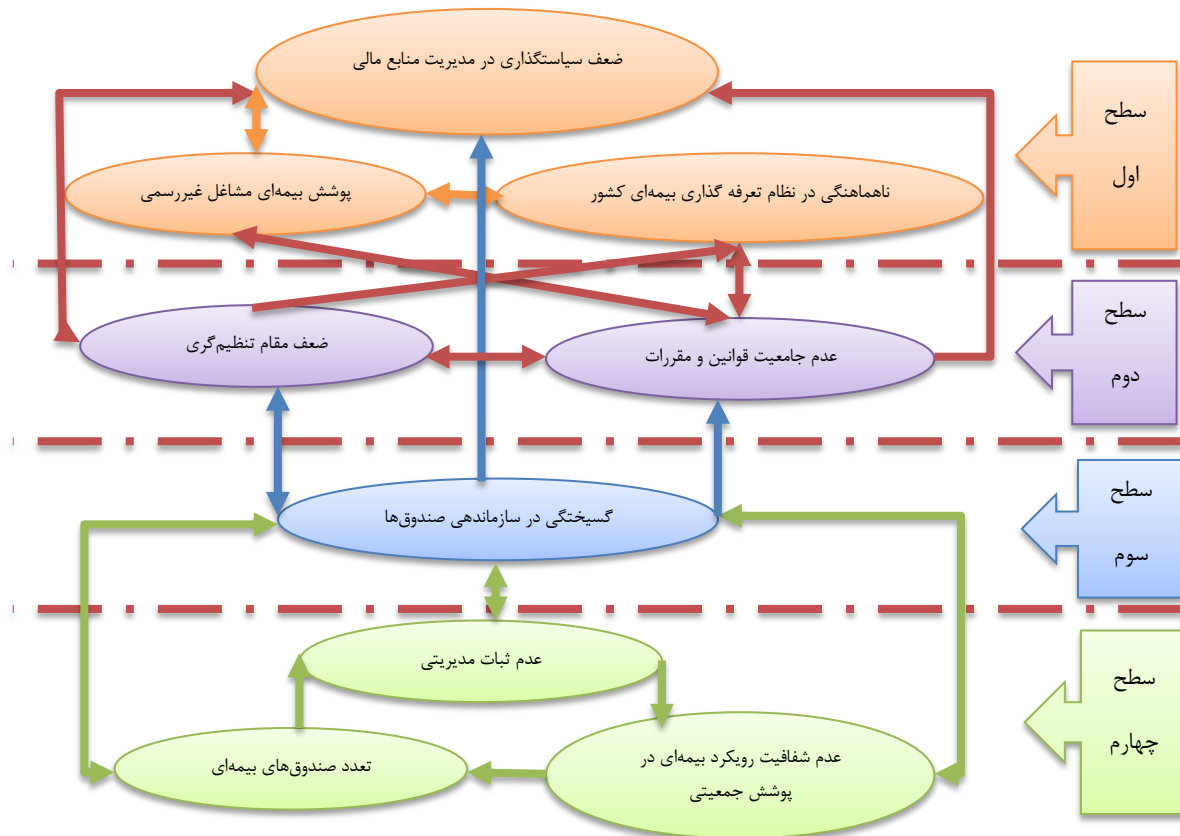 ضعف سیاستگذاری در مدیریت منابع مالی
سطح
اول
پوشش بیمه‌ای مشاغل غیررسمی
ناهماهنگی در نظام تعرفه گذاری بیمه‌ای کشور
سطح
دوم
ضعف مقام تنظیم‌گری
عدم جامعیت قوانین و مقررات
سطح
سوم
گسیختگی در سازماندهی صندوق‌ها
سطح
چهارم
عدم ثبات مدیریتی
عدم شفافیت رویکرد بیمه‌ای در
پوشش جمعیتی
تعدد صندوق‌های بیمه‌ای